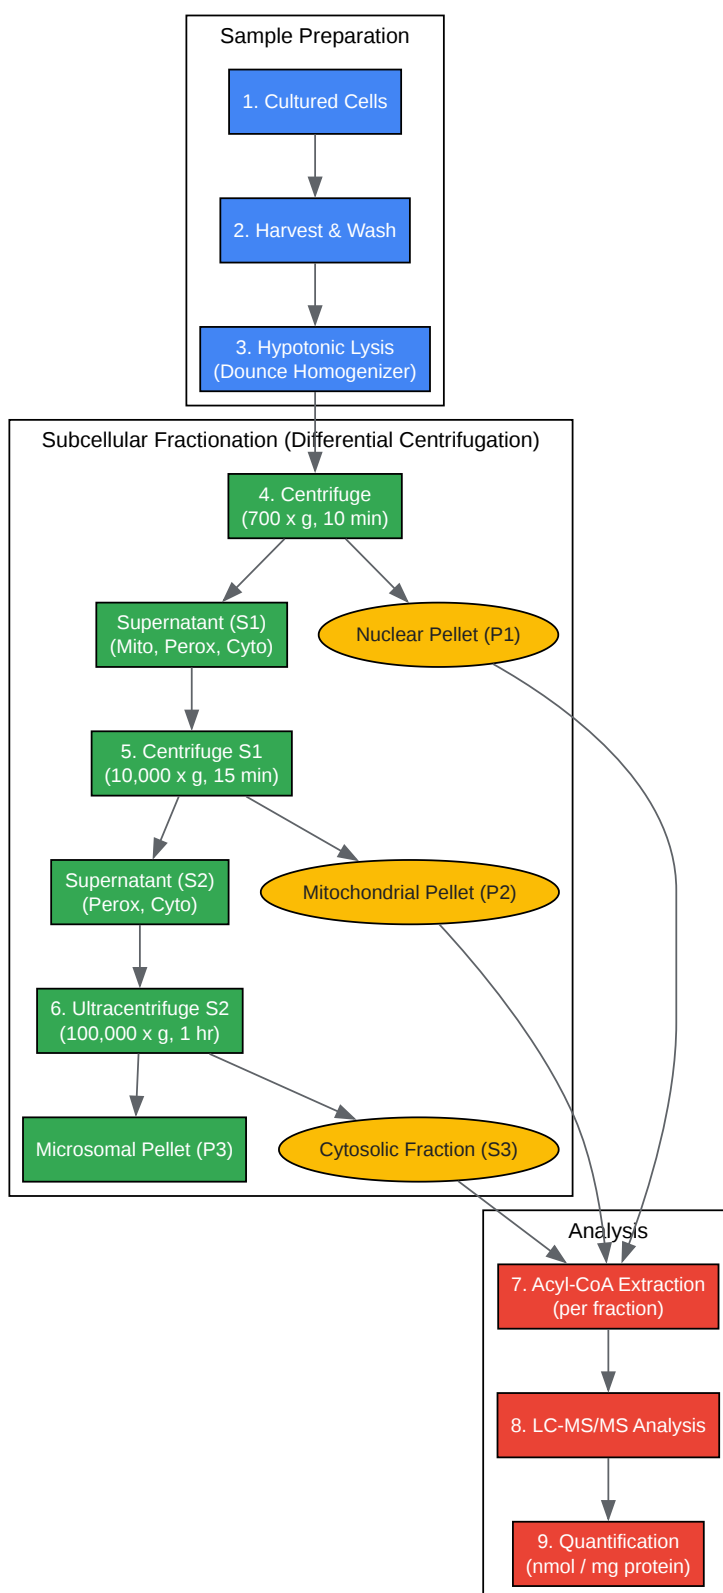 Sample Preparation
1. Cultured Cells
2. Harvest & Wash
3. Hypotonic Lysis
(Dounce Homogenizer)
Subcellular Fractionation (Differential Centrifugation)
4. Centrifuge
(700 x g, 10 min)
Supernatant (S1)
(Mito, Perox, Cyto)
Nuclear Pellet (P1)
5. Centrifuge S1
(10,000 x g, 15 min)
Supernatant (S2)
(Perox, Cyto)
Mitochondrial Pellet (P2)
6. Ultracentrifuge S2
(100,000 x g, 1 hr)
Microsomal Pellet (P3)
Cytosolic Fraction (S3)
Analysis
7. Acyl-CoA Extraction
(per fraction)
8. LC-MS/MS Analysis
9. Quantification
(nmol / mg protein)